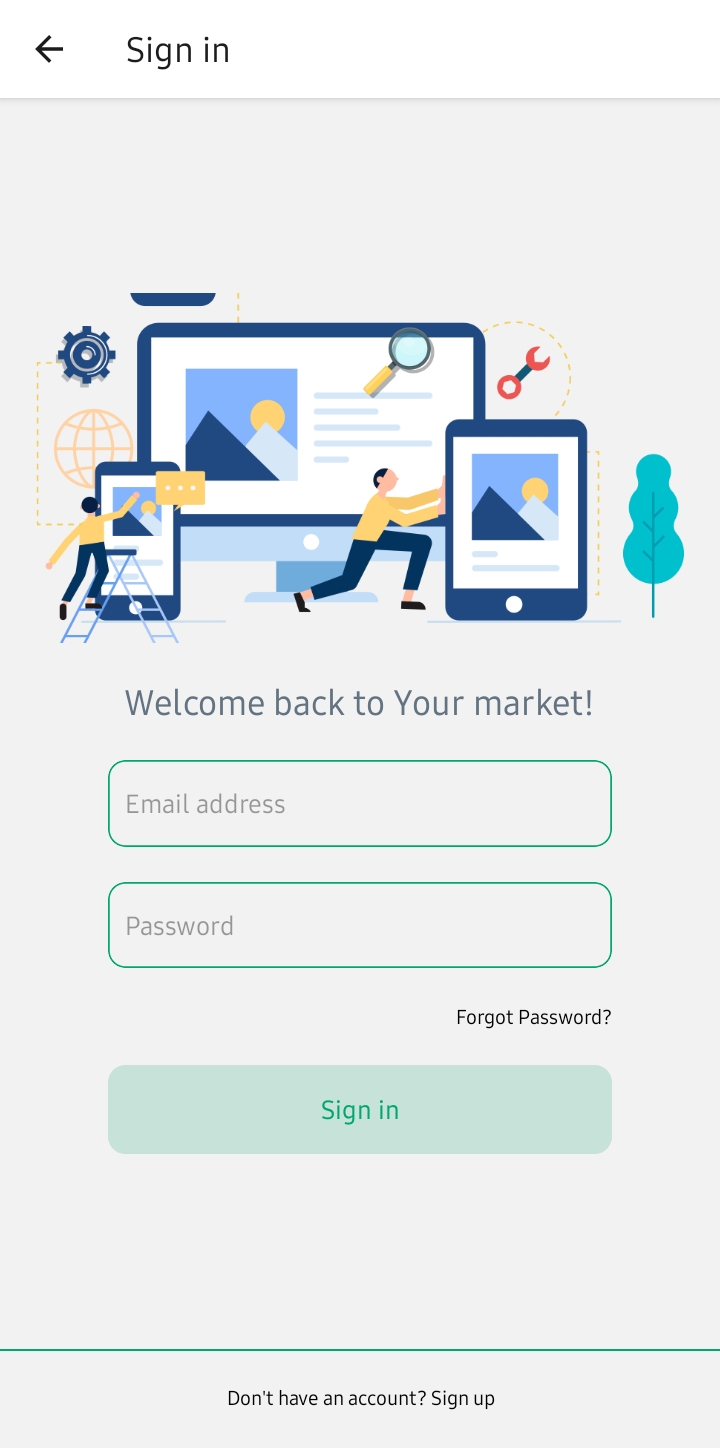 Sign in
Welcome back to Your market!
Email address
Password
Forgot Password?
Sign in
Don't have an account? Sign up